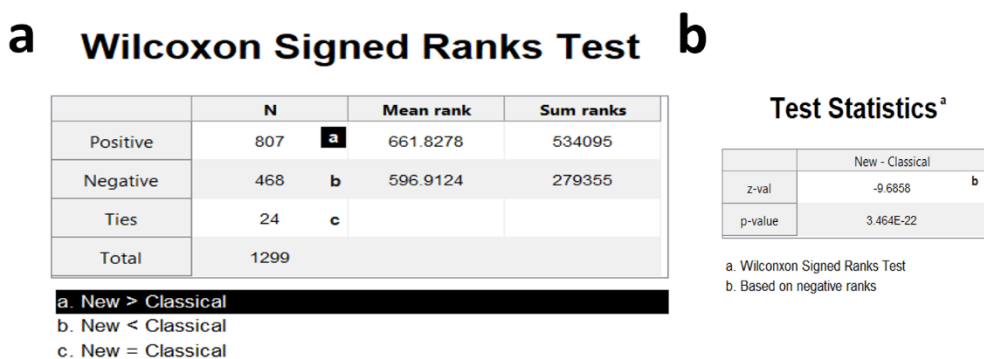 a
Wilcoxon Signed Ranks Test
N Mean rank Sum ranks
Positive 807 a 661.8278 534095
Negative 468 b 596.9124 279355
Ties 24 c
Total 1299
a. New > Classical
b. New < Classical
c. New = Classical
b
Test Statistics a
New - Classical
z-val -9.6858 b
p-value 3.464E-22
a. Wilconxon Signed Ranks Test
b. Based on negative ranks